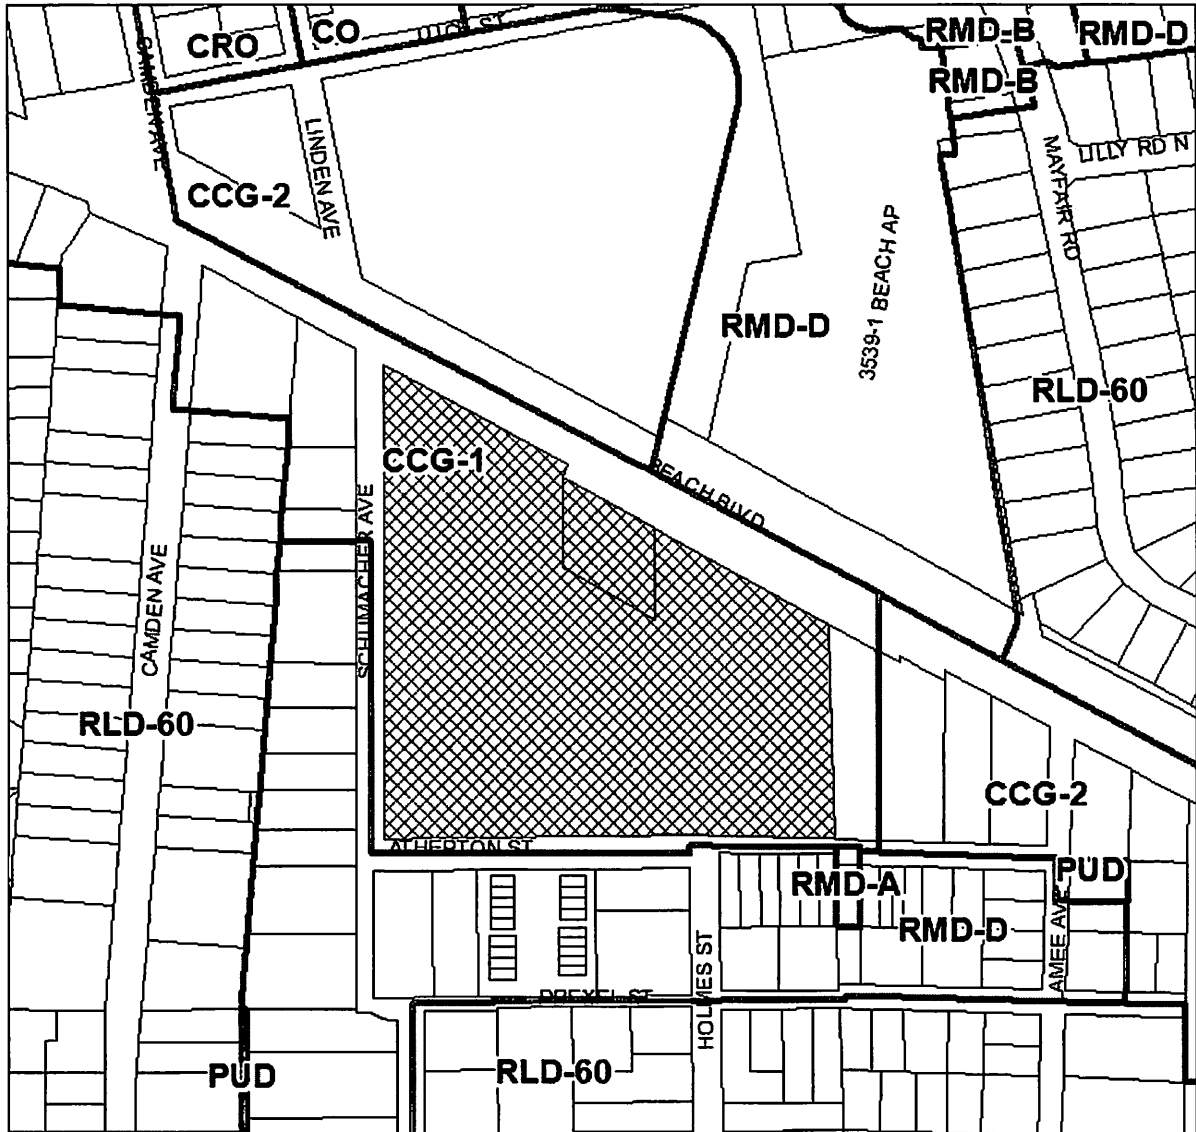 CRO
CO
UTICA ST
RMD-B
RMD-D
RMD-B
CAMDEN AVE
LINDEN AVE
MAYFAIR RD
LILLY RD N
CCG-2
3539-1 BEACH AP
RMD-D
RLD-60
CCG-1
BEACH BLVD
SCHUMACHER AVE
CAMDEN AVE
RLD-60
CCG-2
ATHERTON ST
PUD
RMD-A
RMD-D
AMEE AVE
HOLMES ST
DREXEL ST
PUD
RLD-60